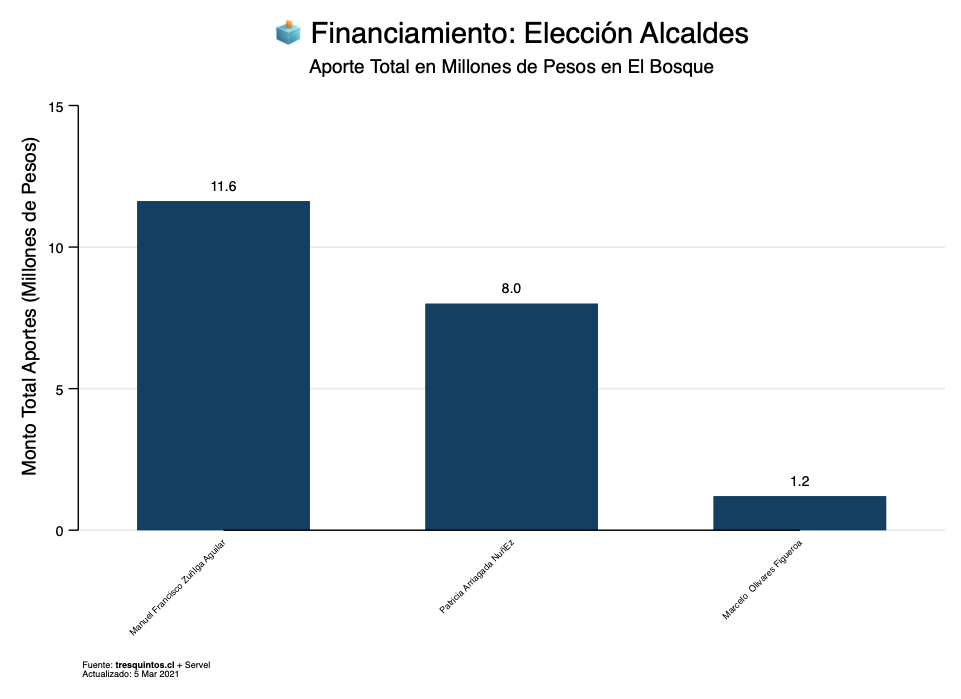 Financiamiento: Elección Alcaldes
Aporte Total en Millones de Pesos en El Bosque
Monto Total Aportes (Millones de Pesos)
15
10
5
0
11.6
8.0
1.2
Manuel Francisco ZuñIga Aguilar
Patricia Arriagada NuñEz
Marcelo Olivares Figueroa
Fuente: tresquintos.cl + Servel
Actualizado: 5 Mar 2021